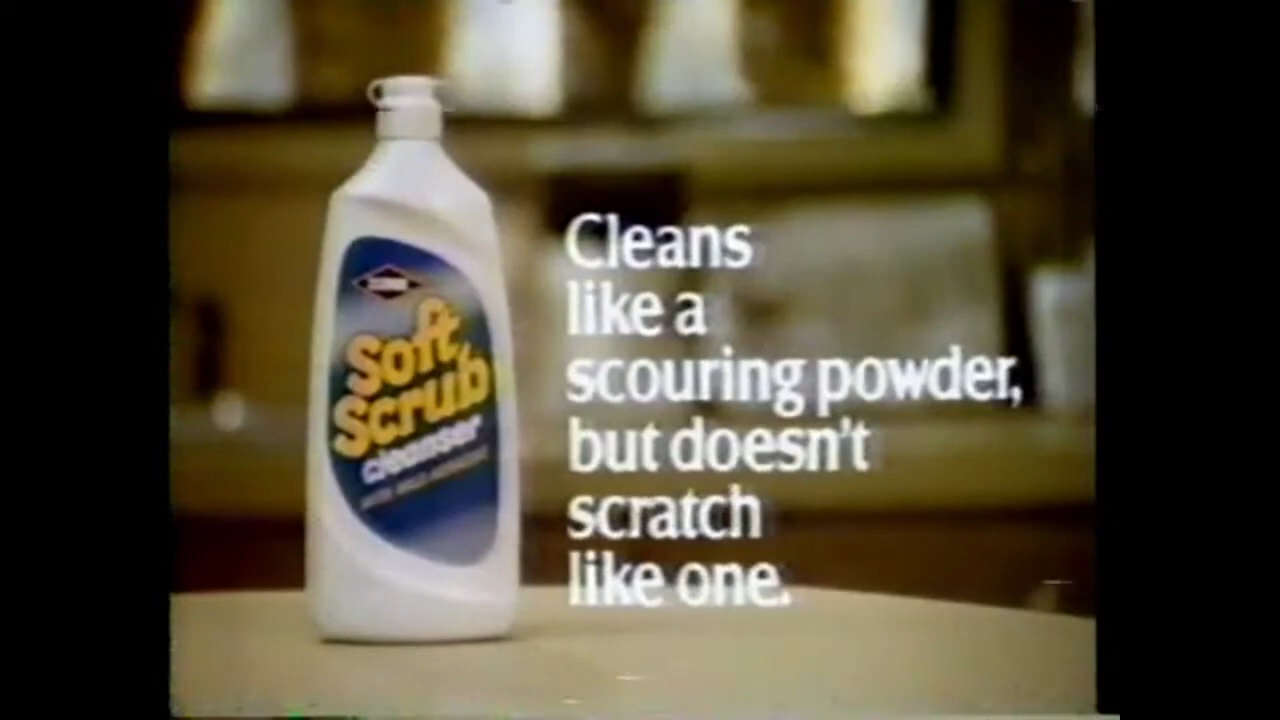 Soft
Scrub
cleanser
Cleans
like a
scouring powder,
but doesn't
scratch
like one.